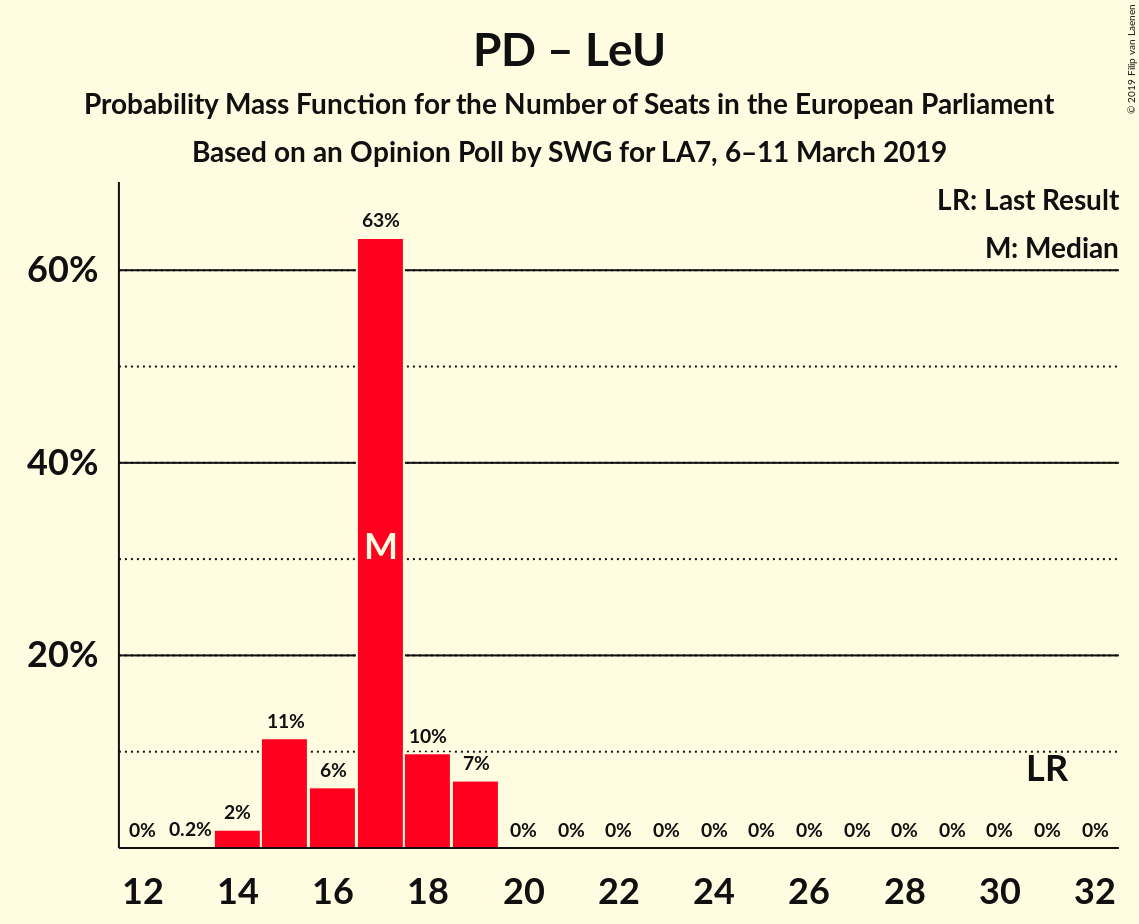 PD – LeU
Probability Mass Function for the Number of Seats in the European Parliament
Based on an Opinion Poll by SWG for LA7, 6–11 March 2019
© 2019 Filip van Laenen
LR: Last Result
M: Median
63%
60%
40%
M
20%
11%
10%
6%
7%
LR
2%
0% 0.2% 0% 0% 0% 0% 0% 0% 0% 0% 0% 0% 0% 0% 0%
12 14 16 18 20 22 24 26 28 30 32